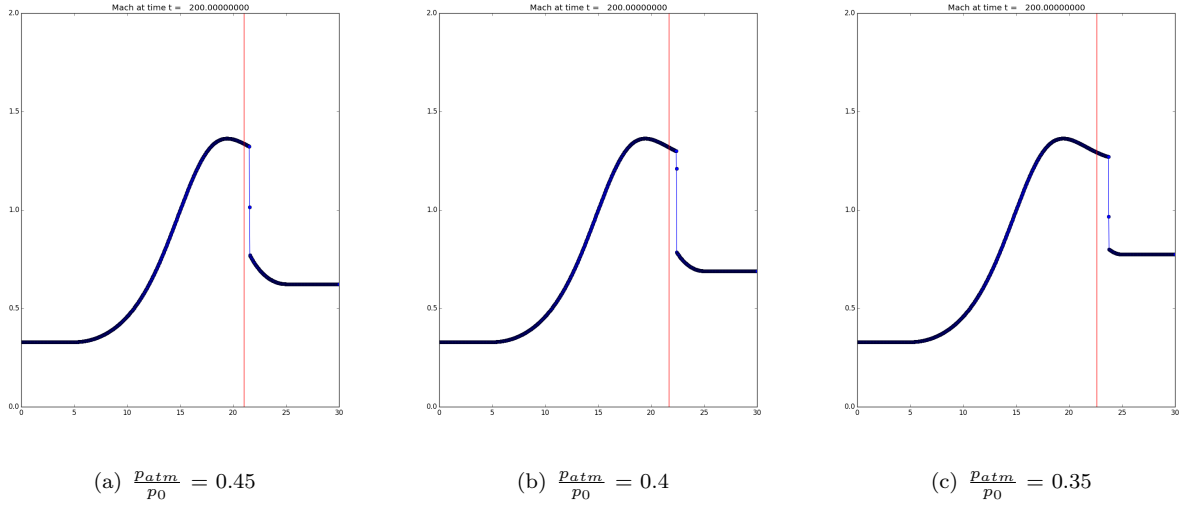 Mach at time t = 200.00000000
2.0
1.5
1.0
0.5
0.0
0 5 10 15 20 25 30
(a) p_atm/p_0 = 0.45
Mach at time t = 200.00000000
2.0
1.5
1.0
0.5
0.0
0 5 10 15 20 25 30
(b) p_atm/p_0 = 0.4
Mach at time t = 200.00000000
2.0
1.5
1.0
0.5
0.0
0 5 10 15 20 25 30
(c) p_atm/p_0 = 0.35